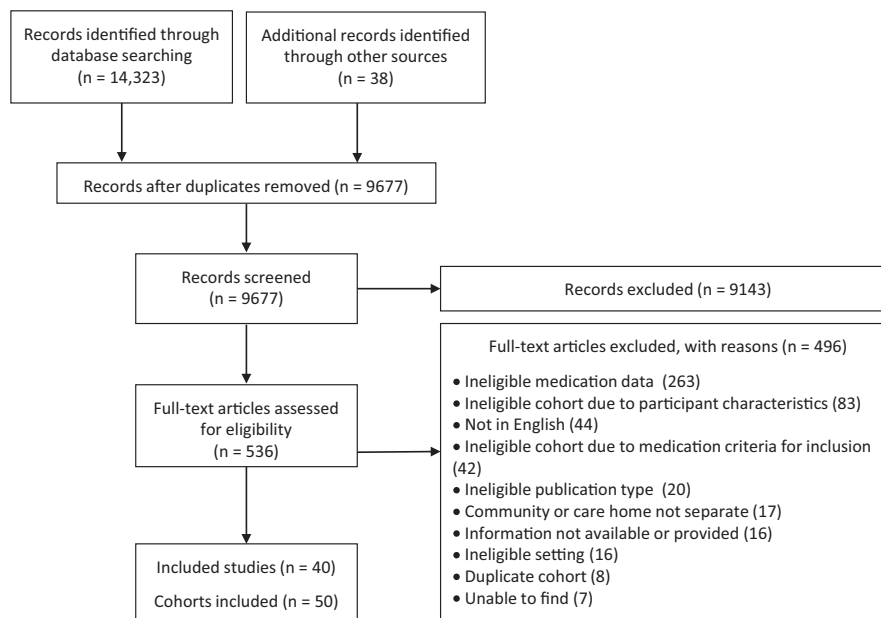 Records identified through
database searching
(n = 14,323)
Additional records identified
through other sources
(n = 38)
Records after duplicates removed (n = 9677)
Records screened
(n = 9677)
Records excluded (n = 9143)
Full-text articles assessed
for eligibility
(n = 536)
Full-text articles excluded, with reasons (n = 496)
• Ineligible medication data (263)
• Ineligible cohort due to participant characteristics (83)
• Not in English (44)
• Ineligible cohort due to medication criteria for inclusion
(42)
• Ineligible publication type (20)
• Community or care home not separate (17)
• Information not available or provided (16)
• Ineligible setting (16)
• Duplicate cohort (8)
• Unable to find (7)
Included studies (n = 40)
Cohorts included (n = 50)